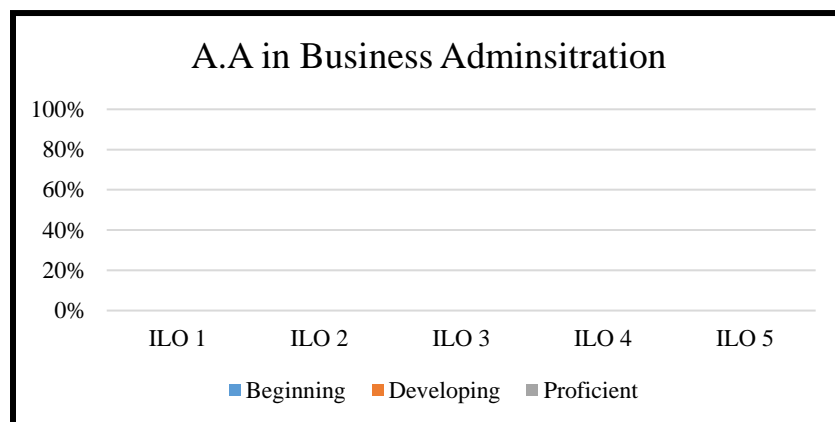 A.A in Business Adminsitration
100%
80%
60%
40%
20%
0%
ILO 1 ILO 2 ILO 3 ILO 4 ILO 5
Beginning Developing Proficient